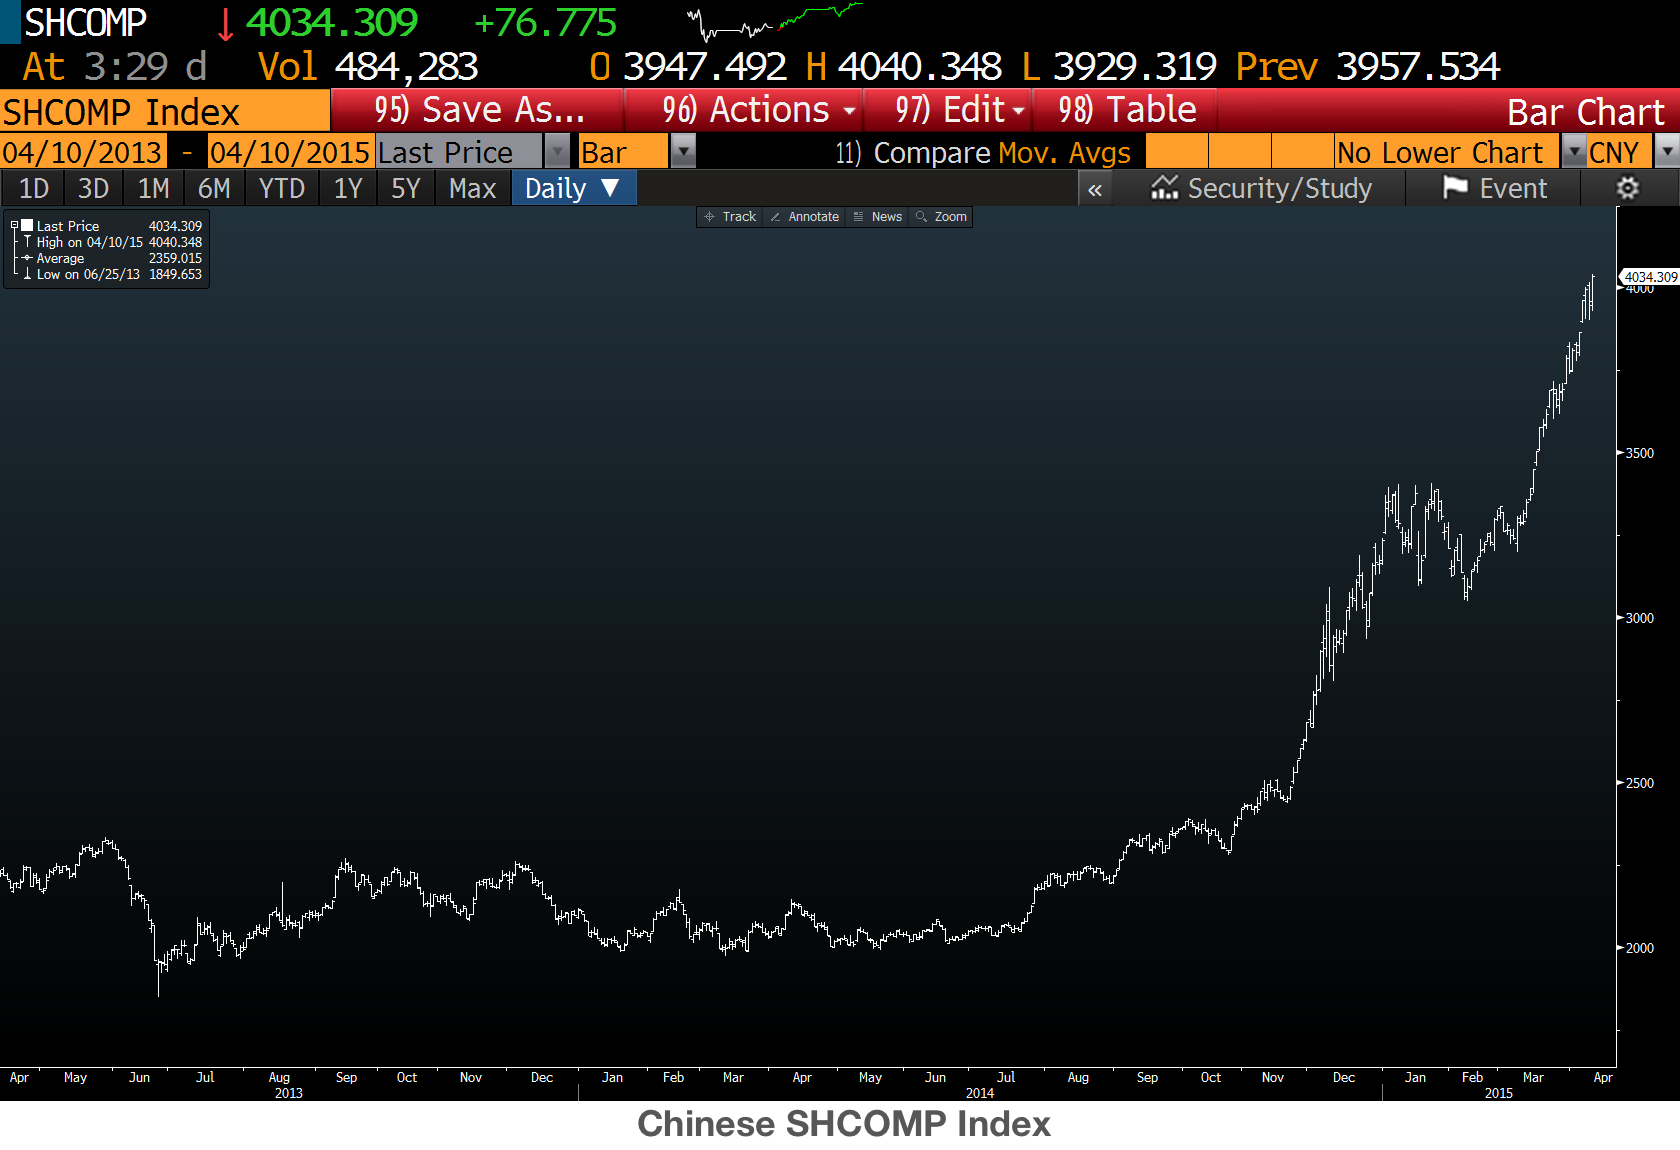 SHCOMP ↓ 4034.309 +76.775
At 3:29 d Vol 484,283 O 3947.492 H 4040.348 L 3929.319 Prev 3957.534
SHCOMP Index 95) Save As... 96) Actions 97) Edit 98) Table Bar Chart
04/10/2013 - 04/10/2015 Last Price Bar 11) Compare Mov. Avgs No Lower Chart CNY
1D 3D 1M 6M YTD 1Y 5Y Max Daily ▼ « Security/Study Event
Track Annotate News Zoom
Last Price 4034.309
High on 04/10/15 4040.348
Average 2359.015
Low on 06/25/13 1849.653
4034.309
4000
3500
3000
2500
2000
Apr May Jun Jul Aug Sep Oct Nov Dec Jan Feb Mar Apr May Jun Jul Aug Sep Oct Nov Dec Jan Feb Mar Apr
2013 2014 2015
Chinese SHCOMP Index